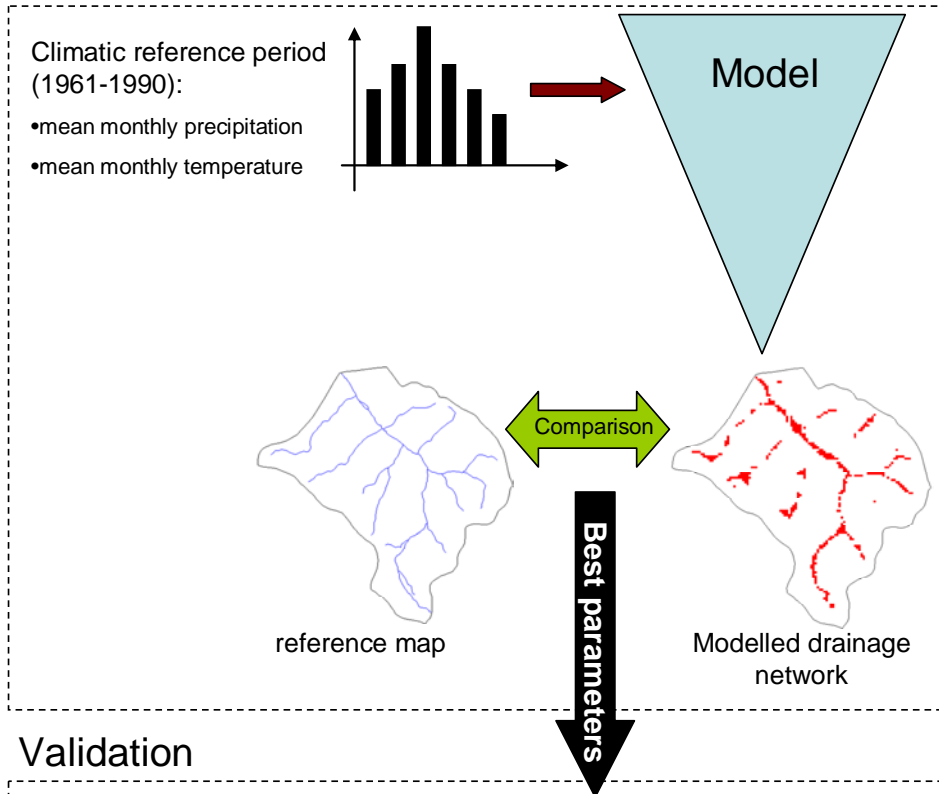 Climatic reference period
(1961-1990):
•mean monthly precipitation
•mean monthly temperature
Model
Comparison
Best parameters
reference map
Modelled drainage
network
Validation